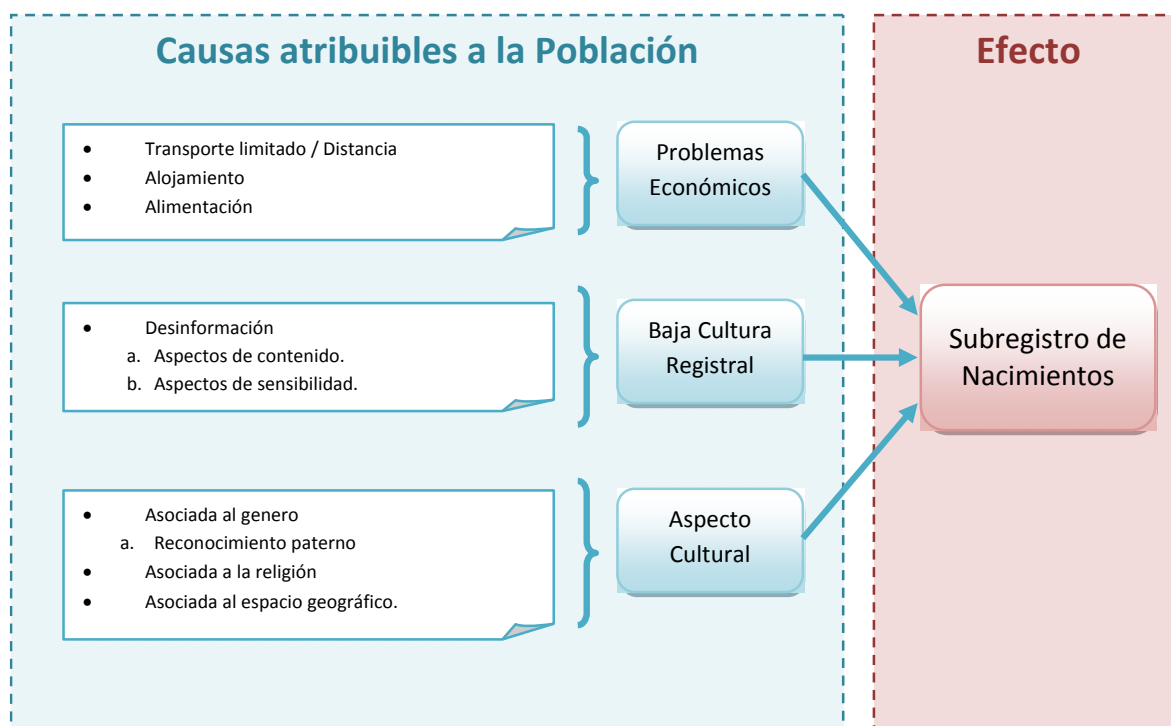 Causas atribuibles a la Población
Efecto
• Transporte limitado / Distancia
• Alojamiento
• Alimentación
Problemas
Económicos
• Desinformación
a. Aspectos de contenido.
b. Aspectos de sensibilidad.
Baja Cultura
Registral
Subregistro de
Nacimientos
• Asociada al genero
a. Reconocimiento paterno
• Asociada a la religión
• Asociada al espacio geográfico.
Aspecto
Cultural